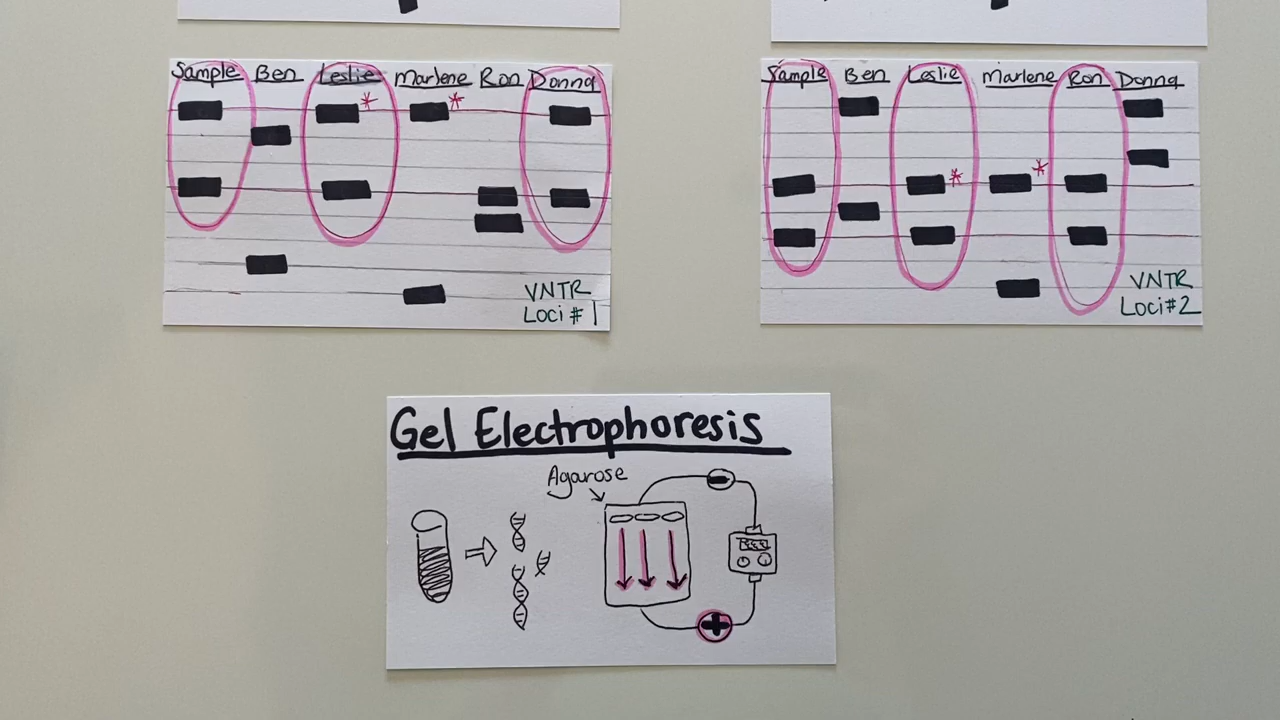 Sample Ben Leslie * Marlene * Ron Donna
VNTR
Loci #1
Sample Ben Leslie * Marlene * Ron Donna
VNTR
Loci #2
Gel Electrophoresis
Agarose
-
+